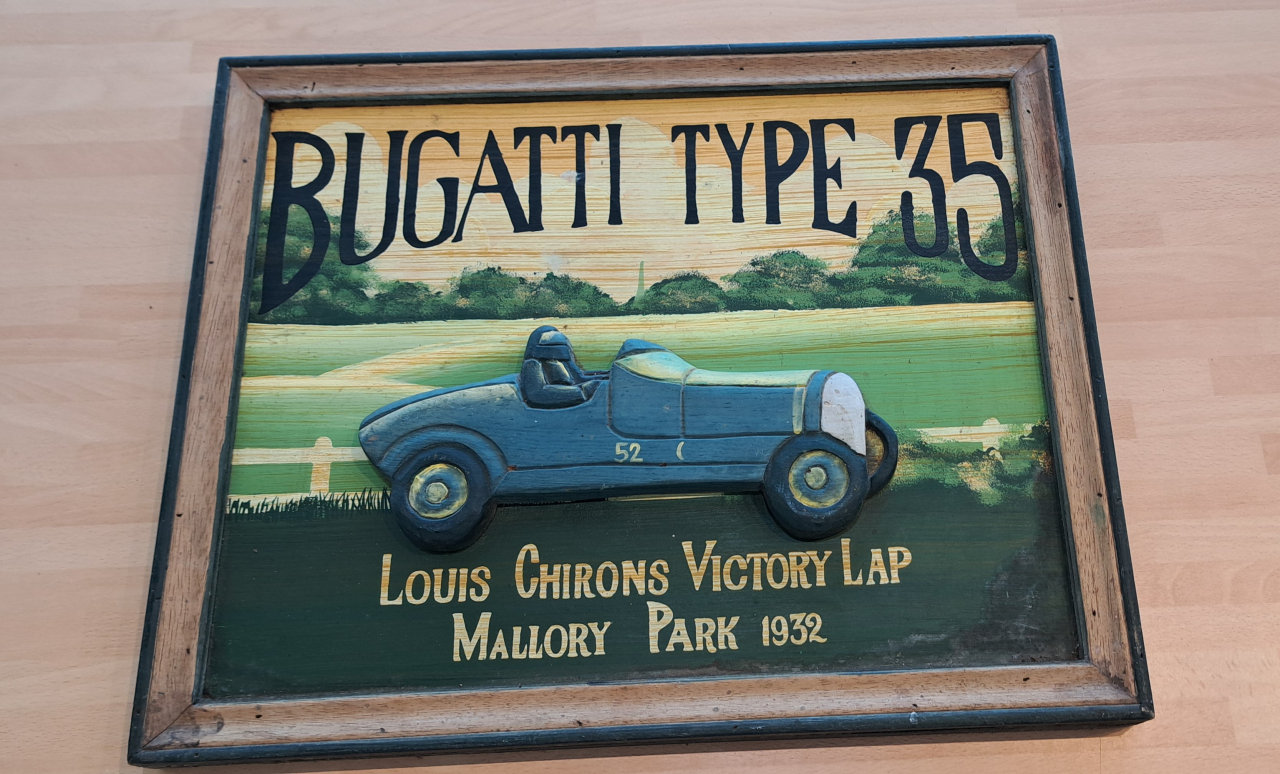 BUGATTI TYPE 35
52
LOUIS CHIRONS VICTORY LAP
MALLORY PARK 1932